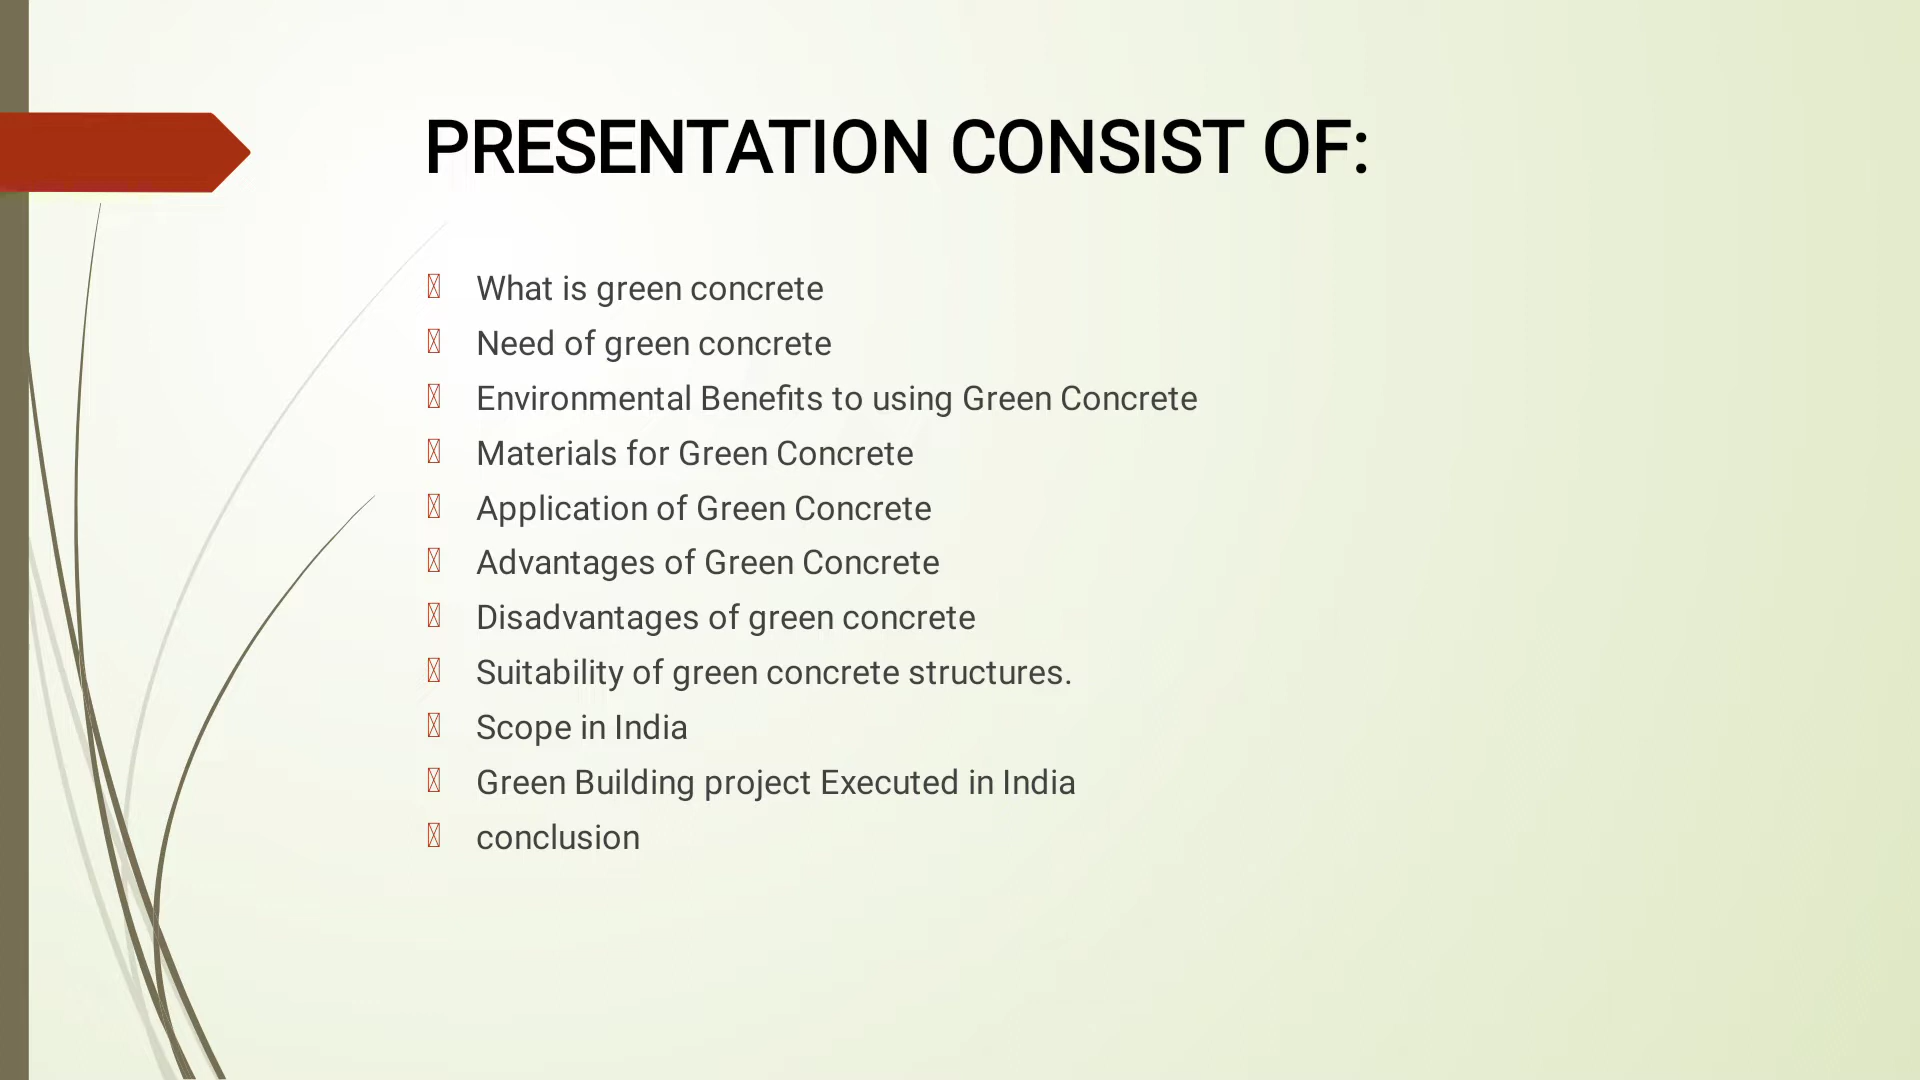 PRESENTATION CONSIST OF:
What is green concrete
Need of green concrete
Environmental Benefits to using Green Concrete
Materials for Green Concrete
Application of Green Concrete
Advantages of Green Concrete
Disadvantages of green concrete
Suitability of green concrete structures.
Scope in India
Green Building project Executed in India
conclusion